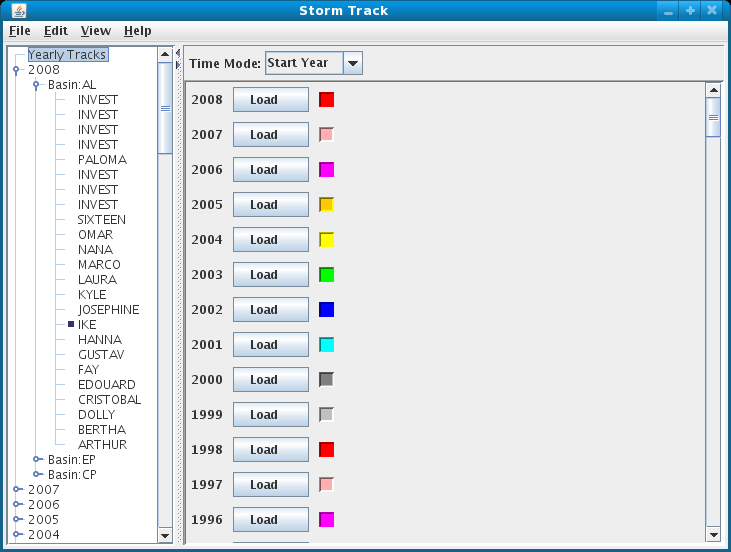 Storm Track
File Edit View Help
Yearly Tracks
2008
Basin:AL
INVEST
INVEST
INVEST
INVEST
PALOMA
INVEST
INVEST
INVEST
SIXTEEN
OMAR
NANA
MARCO
LAURA
KYLE
JOSEPHINE
IKE
HANNA
GUSTAV
FAY
EDOUARD
CRISTOBAL
DOLLY
BERTHA
ARTHUR
Basin:EP
Basin:CP
2007
2006
2005
2004
Time Mode: Start Year
2008 Load
2007 Load
2006 Load
2005 Load
2004 Load
2003 Load
2002 Load
2001 Load
2000 Load
1999 Load
1998 Load
1997 Load
1996 Load